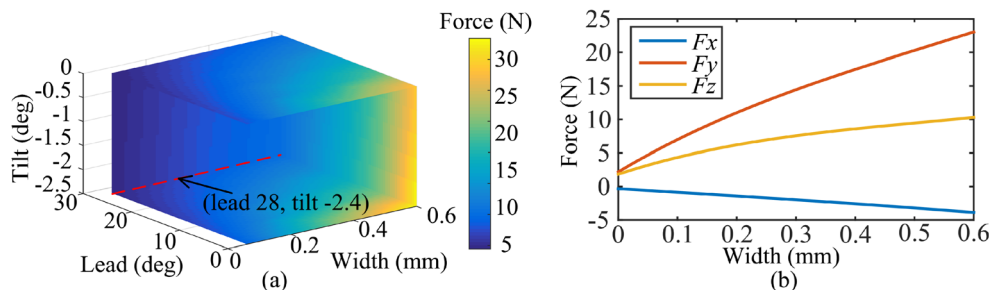 Force (N)
0
-0.5
-1
-1.5
-2
-2.5
Tilt (deg)
30
20
10
0
Lead (deg)
0
0.2
0.4
0.6
Width (mm)
(lead 28, tilt -2.4)
30
25
20
15
10
5
(a)
25
20
15
10
5
0
-5
Force (N)
Fx
Fy
Fz
0
0.1
0.2
0.3
0.4
0.5
0.6
Width (mm)
(b)